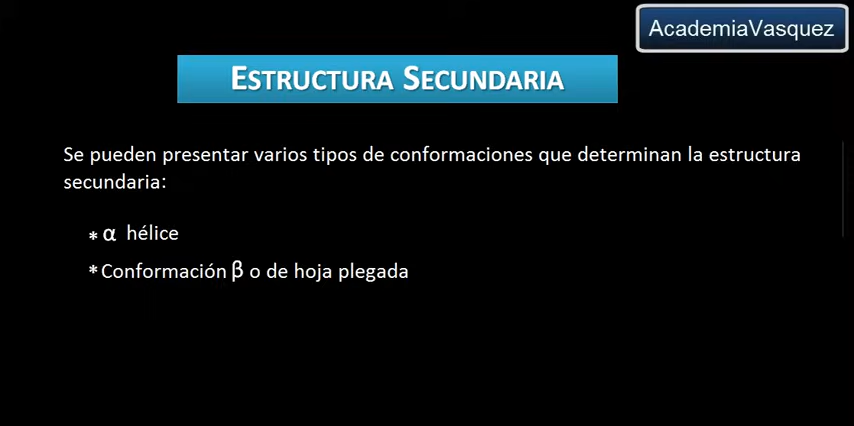 AcademiaVasquez
ESTRUCTURA SECUNDARIA
Se pueden presentar varios tipos de conformaciones que determinan la estructura
secundaria:
* α hélice
* Conformación β o de hoja plegada